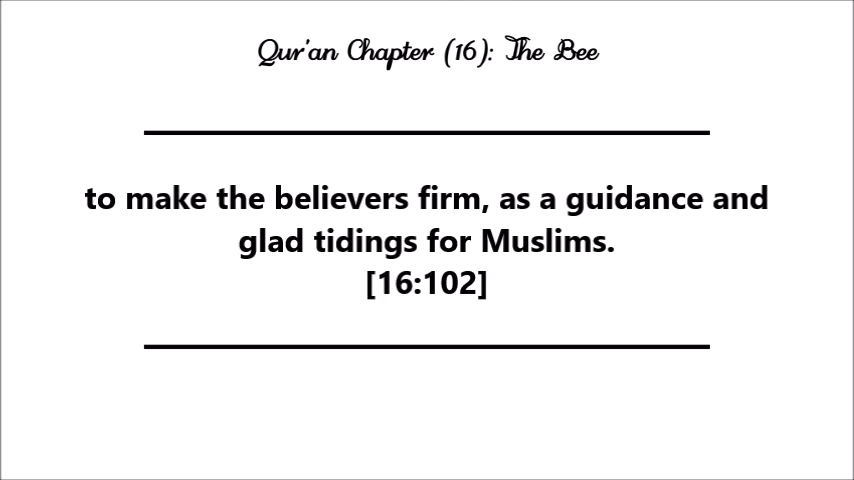 Qur'an Chapter (16): The Bee
to make the believers firm, as a guidance and
glad tidings for Muslims.
[16:102]